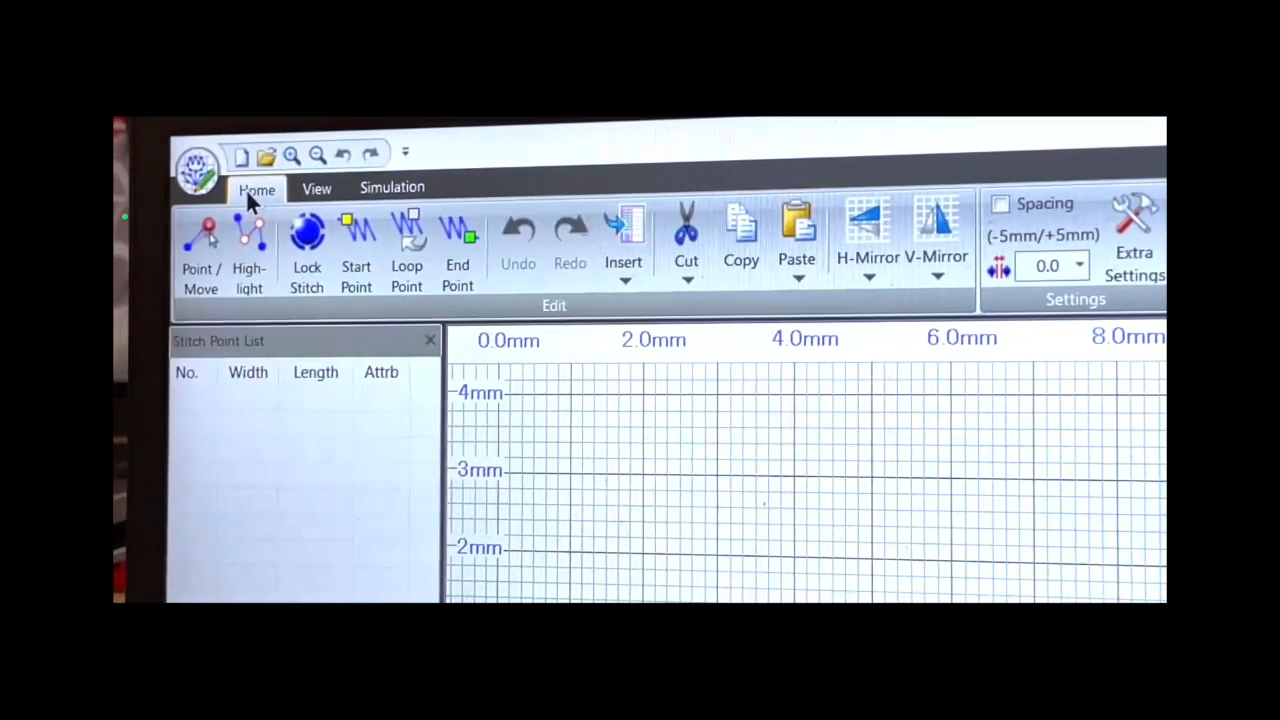 Home View Simulation
Point / Move
High-light
Lock Stitch
Start Point
Loop Point
End Point
Undo
Redo
Insert
Cut
Copy
Paste
H-Mirror
V-Mirror
Edit
Spacing
(-5mm/+5mm)
0.0
Extra Settings
Settings
Stitch Point List
No. Width Length Attrb
0.0mm 2.0mm 4.0mm 6.0mm 8.0mm
4mm
3mm
2mm